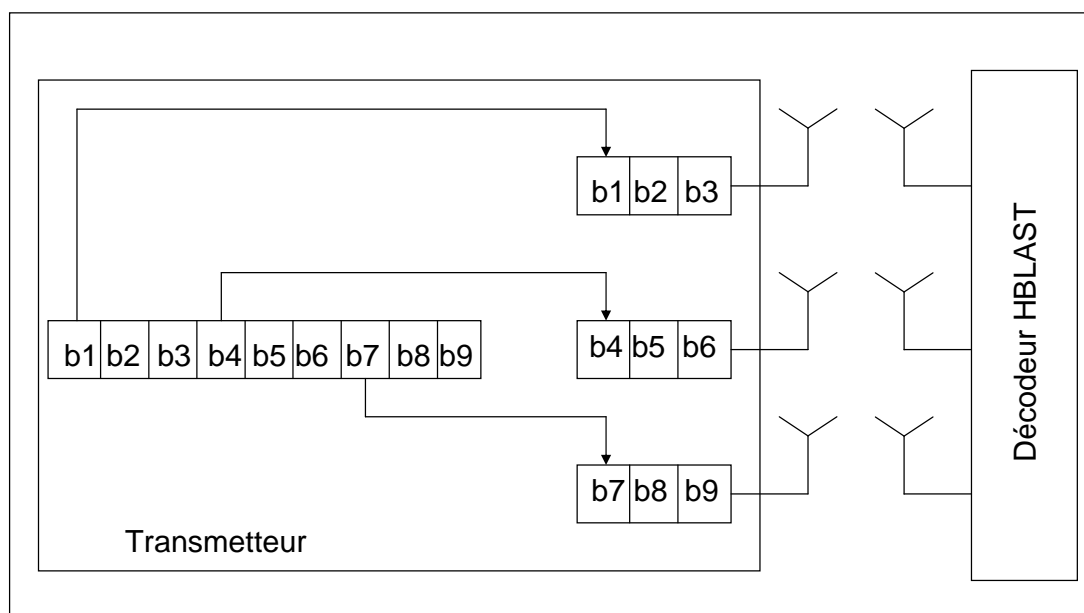 b1 b2 b3
b1 b2 b3 b4 b5 b6 b7 b8 b9
b4 b5 b6
b7 b8 b9
Transmetteur
Décodeur HBLAST